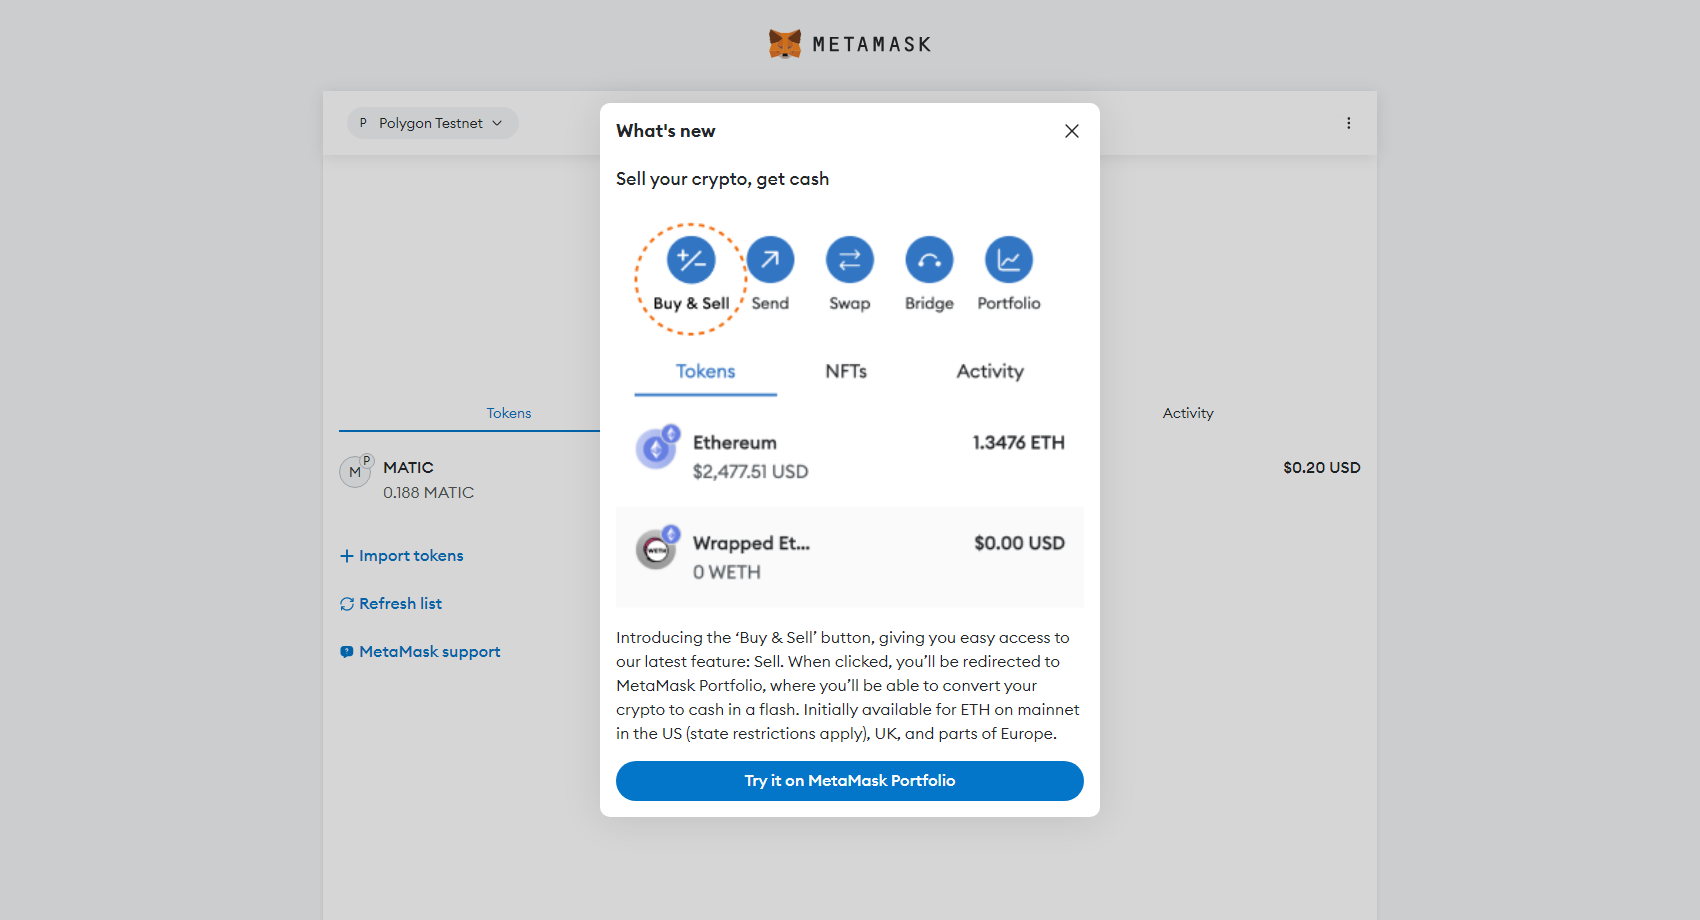 METAMASK
P Polygon Testnet
What's new
Sell your crypto, get cash
Buy & Sell Send Swap Bridge Portfolio
Tokens NFTs Activity
Ethereum 1.3476 ETH
$2,477.51 USD
WETH Wrapped Et... $0.00 USD
0 WETH
Introducing the ‘Buy & Sell’ button, giving you easy access to
our latest feature: Sell. When clicked, you’ll be redirected to
MetaMask Portfolio, where you’ll be able to convert your
crypto to cash in a flash. Initially available for ETH on mainnet
in the US (state restrictions apply), UK, and parts of Europe.
Try it on MetaMask Portfolio
Tokens Activity
M P MATIC $0.20 USD
0.188 MATIC
Import tokens
Refresh list
MetaMask support